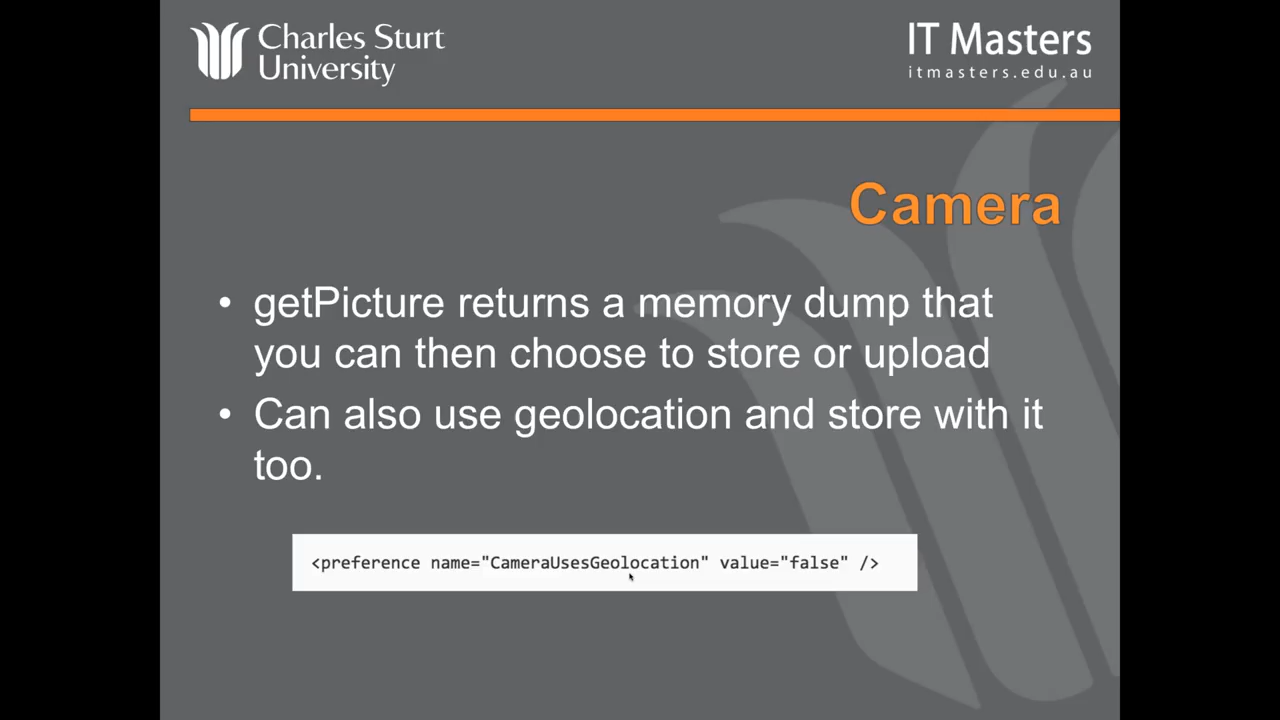 Charles Sturt
University
IT Masters
itmasters.edu.au
Camera
• getPicture returns a memory dump that
you can then choose to store or upload
• Can also use geolocation and store with it
too.
<preference name="CameraUsesGeolocation" value="false" />